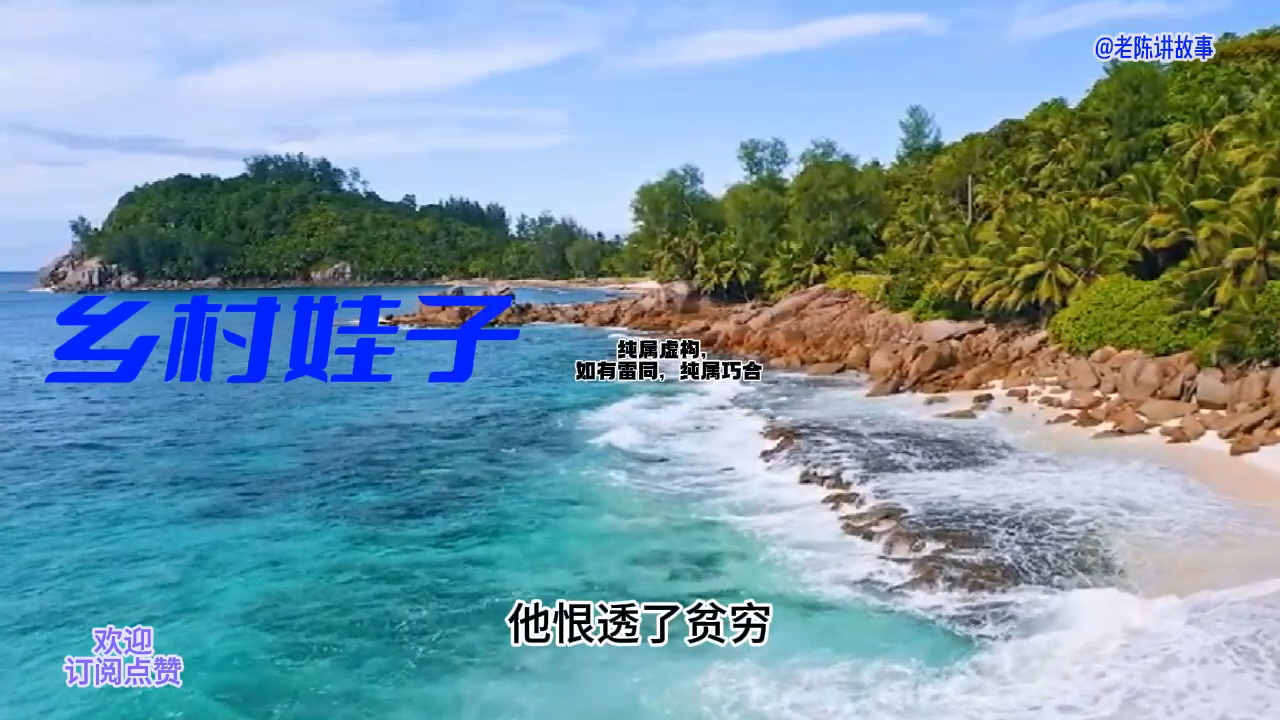 @老陈讲故事
乡村娃子
纯属虚构，
如有雷同，纯属巧合
他恨透了贫穷
欢迎
订阅点赞